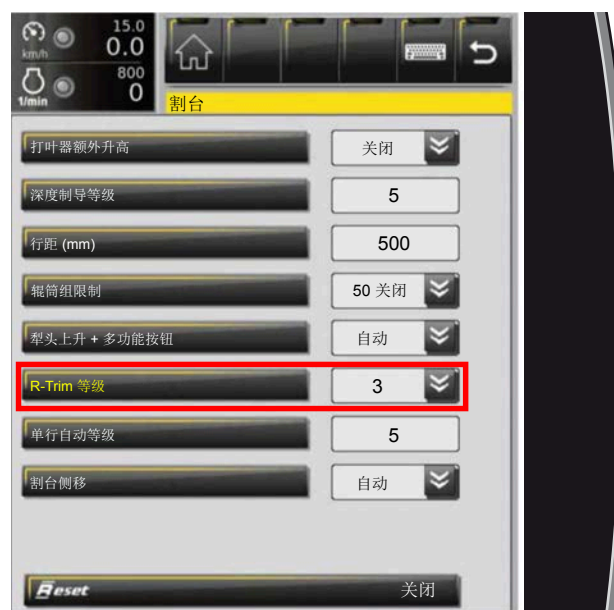 15.0
km/h 0.0
800
1/min 0
割台
打叶器额外升高 关闭
深度制导等级 5
行距 (mm) 500
辊筒组限制 50 关闭
犁头上升 + 多功能按钮 自动
R-Trim 等级 3
单行自动等级 5
割台侧移 自动
Reset 关闭